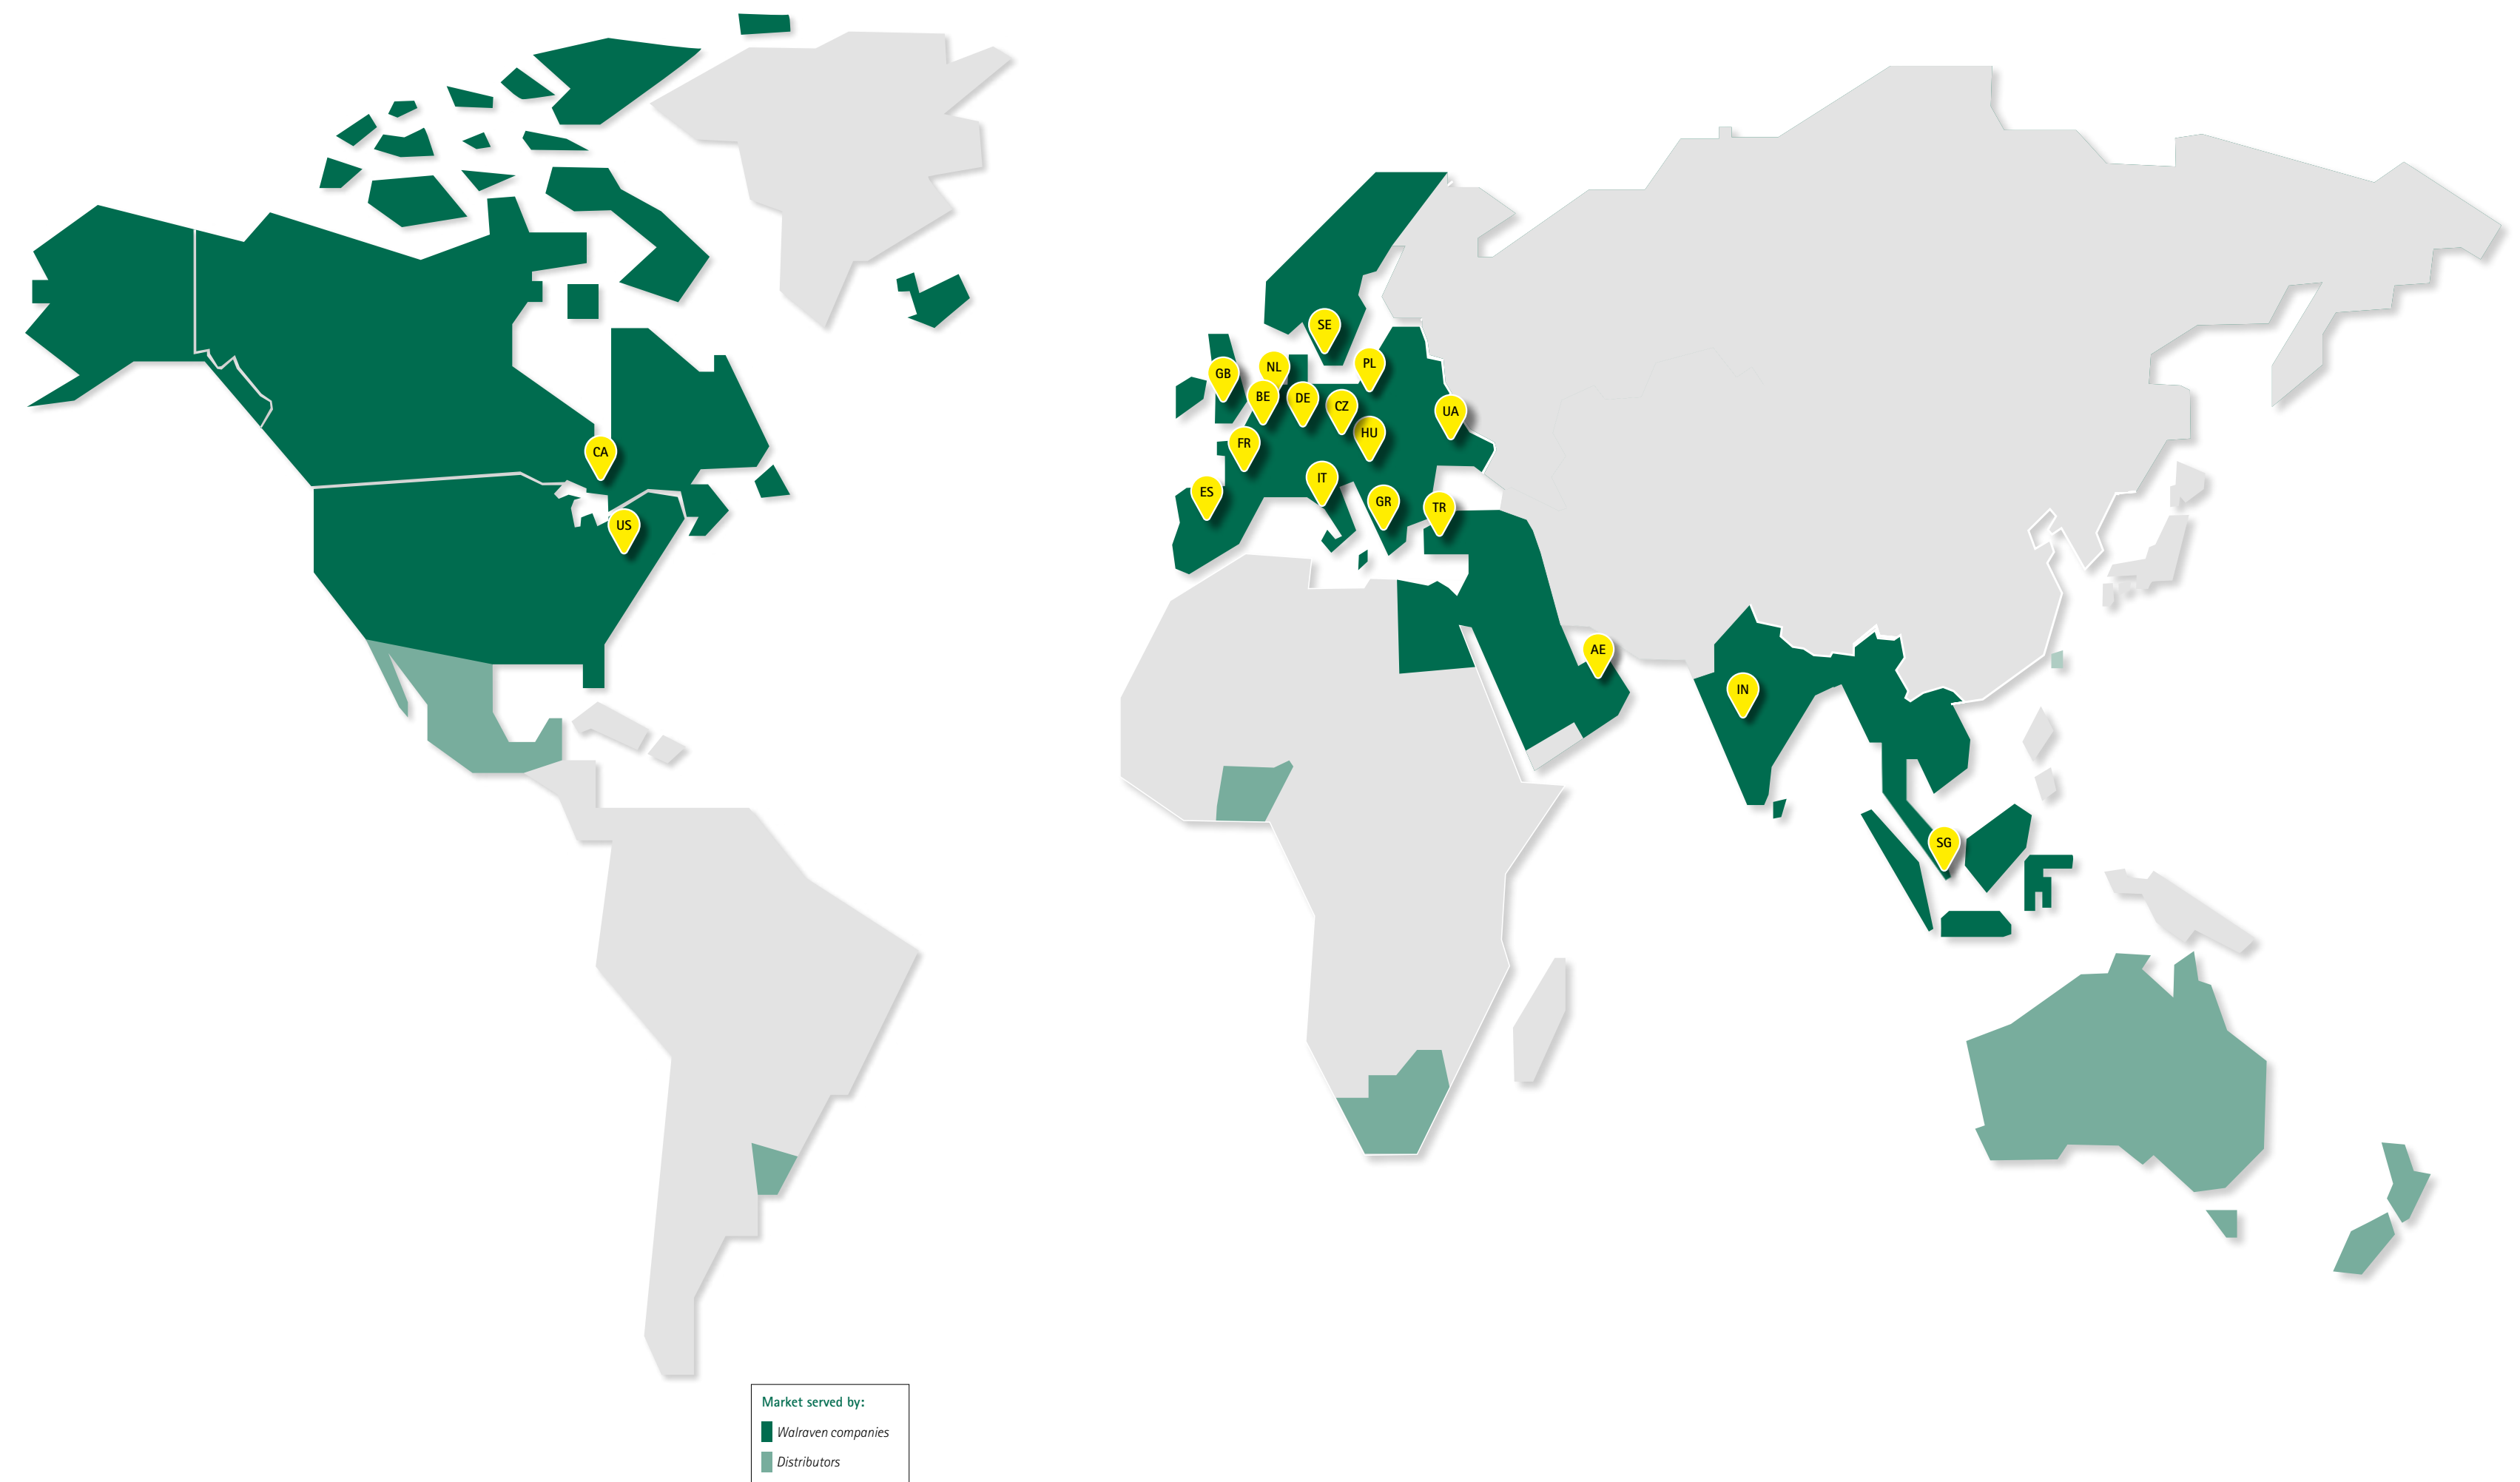 SE
GB
NL
PL
BE
DE
CZ
UA
HU
FR
CA
IT
ES
GR
TR
US
AE
IN
SG
Market served by:
Walraven companies
Distributors